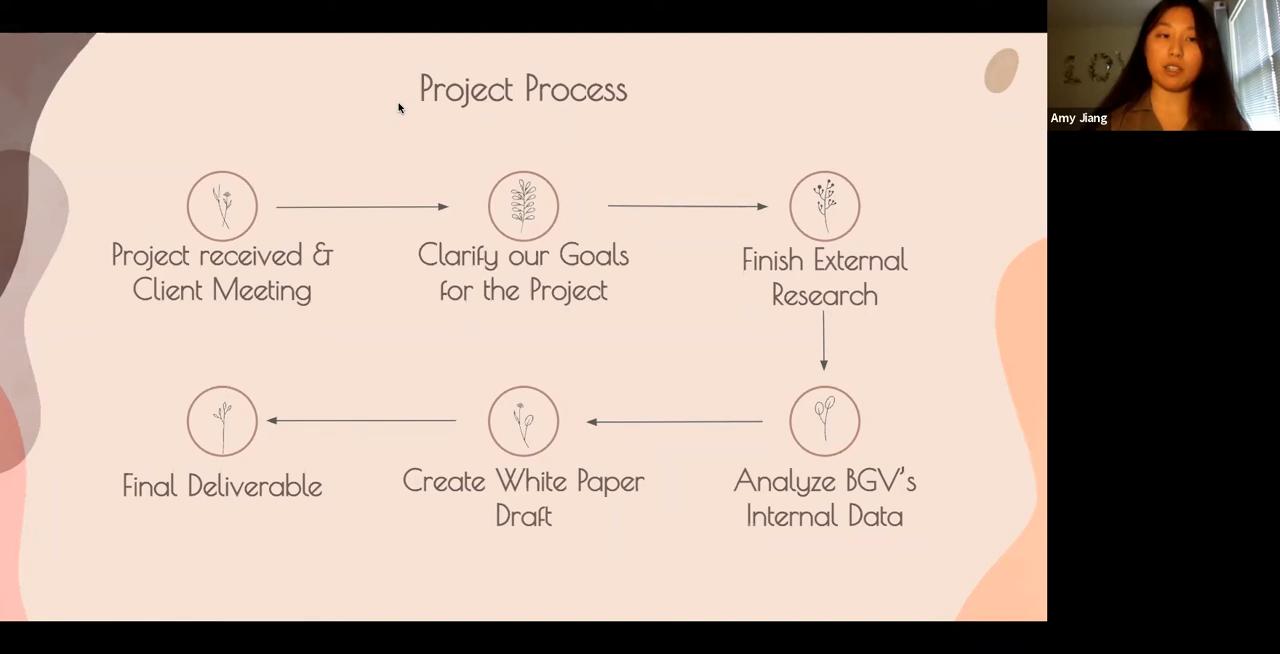 Project Process
Project received &
Client Meeting
Clarify our Goals
for the Project
Finish External
Research
Analyze BGV's
Internal Data
Create White Paper
Draft
Final Deliverable
Amy Jiang
LOV